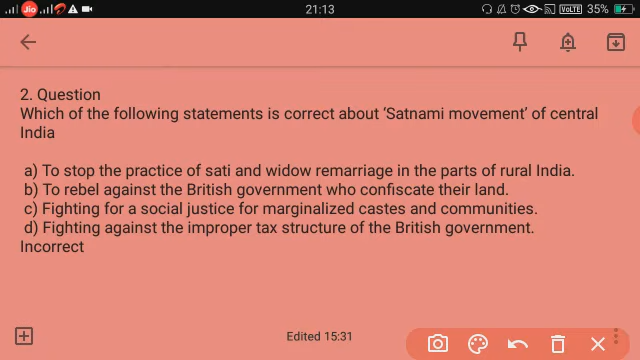 Jio
21:13
VoLTE 35%
2. Question
Which of the following statements is correct about ‘Satnami movement’ of central
India
a) To stop the practice of sati and widow remarriage in the parts of rural India.
b) To rebel against the British government who confiscate their land.
c) Fighting for a social justice for marginalized castes and communities.
d) Fighting against the improper tax structure of the British government.
Incorrect
Edited 15:31